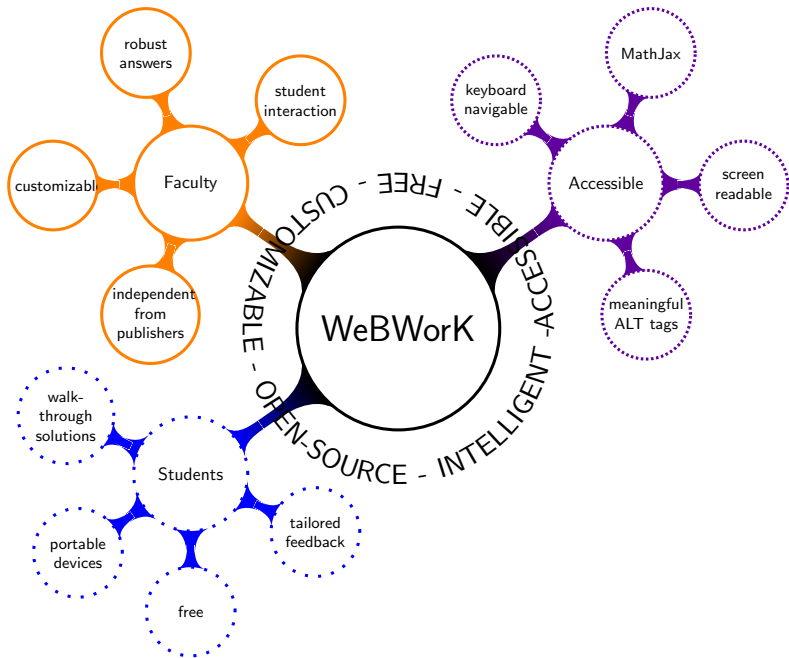 robust
answers
student
interaction
customizable
Faculty
independent
from
publishers
MathJax
keyboard
navigable
Accessible
screen
readable
meaningful
ALT tags
WeBWorK
CUSTOMIZABLE - OPEN-SOURCE - INTELLIGENT -ACCESSIBLE - FREE -
walk-
through
solutions
Students
portable
devices
free
tailored
feedback